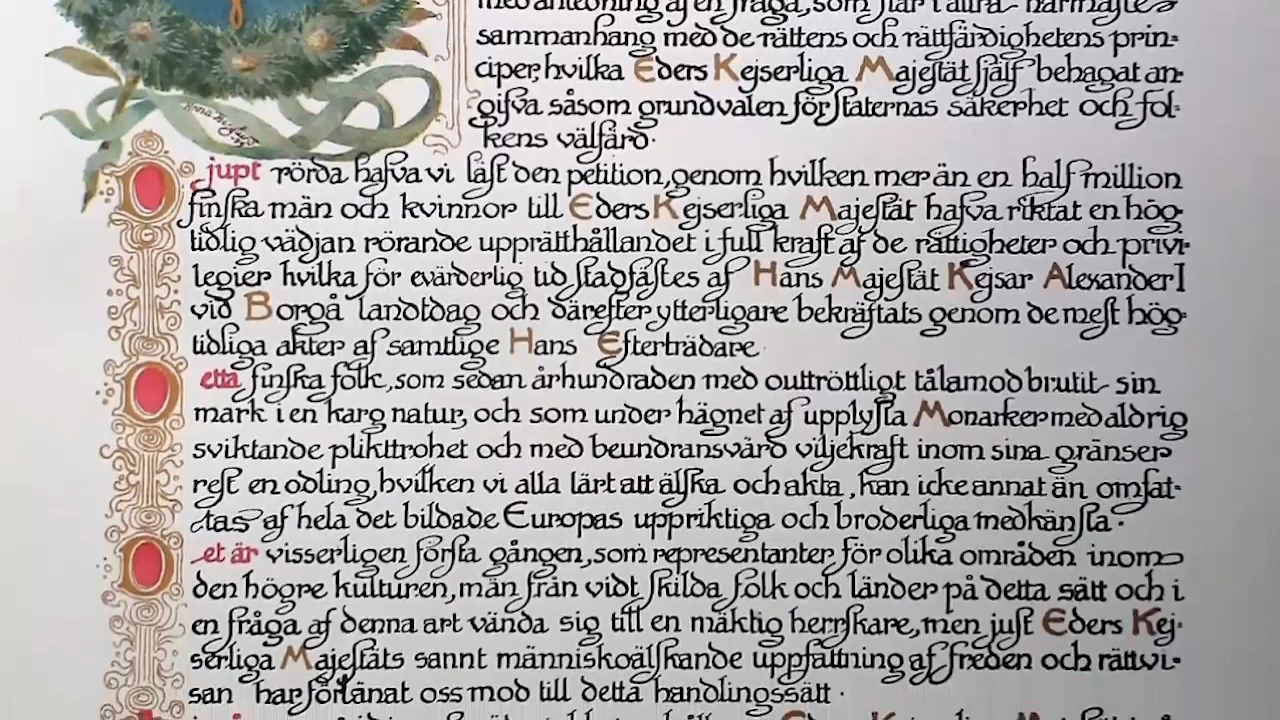 med anledning af en fråga, som står i allra närmaste
sammanhang med de rättens och rättfärdighetens prin-
ciper, hvilka Eders Kejserliga Majestät sjelf behagat an-
gifva såsom grundvalen för staternas säkerhet och fol-
kens välfärd.
Djupt rörda hafva vi läst den petition, genom hvilken mer än en half million
finska män och kvinnor till Eders Kejserliga Majestät hafva riktat en hög-
tidlig vädjan rörande upprätthållandet i full kraft af de rättigheter och privi-
legier hvilka för evärderlig tid stadfästes af Hans Majestät Kejsar Alexander I
vid Borgå landtdag och därefter ytterligare bekräftats genom de mest hög-
tidliga akter af samtlige Hans Efterträdare.
Detta finska folk, som sedan århundraden med outtröttligt tålamod brutit sin
mark i en karg natur, och som under hägnet af upplysta Monarker med aldrig
sviktande plikttrohet och med beundransvärd viljekraft inom sina gränser
rest en odling, hvilken vi alla lärt att älska och akta, kan icke annat än omfat-
tas af hela det bildade Europas uppriktiga och broderliga medkänsla.
Det är visserligen första gången, som representanter för olika områden inom
den högre kulturen, män från vidt skilda folk och länder på detta sätt och i
en fråga af denna art vända sig till en mäktig herrskare, men just Eders Kej-
serliga Majestäts sannt människoälskande uppfattning af freden och rättvi-
san har förlänat oss mod till detta handlingssätt.